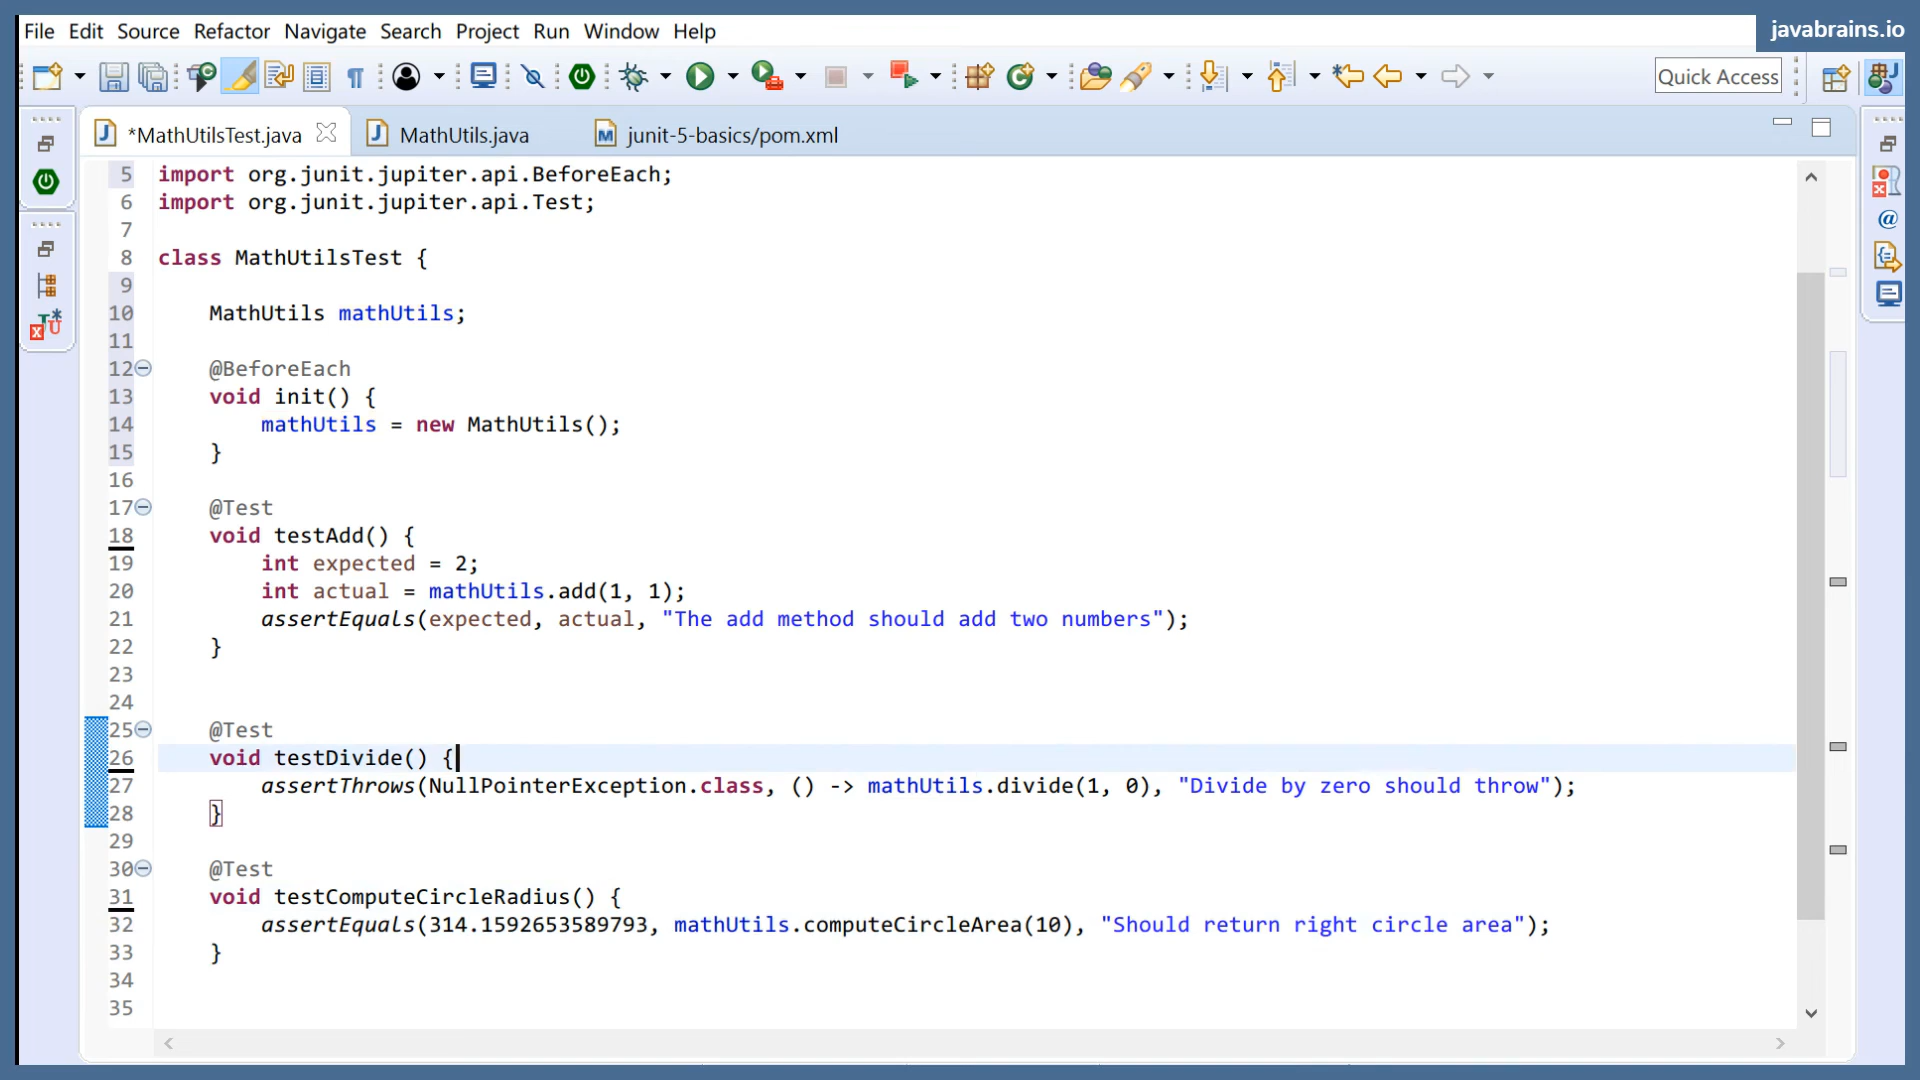 File Edit Source Refactor Navigate Search Project Run Window Help
javabrains.io
Quick Access
*MathUtilsTest.java MathUtils.java junit-5-basics/pom.xml
5 import org.junit.jupiter.api.BeforeEach;
6 import org.junit.jupiter.api.Test;
7
8 class MathUtilsTest {
9
10 MathUtils mathUtils;
11
12 @BeforeEach
13 void init() {
14 mathUtils = new MathUtils();
15 }
16
17 @Test
18 void testAdd() {
19 int expected = 2;
20 int actual = mathUtils.add(1, 1);
21 assertEquals(expected, actual, "The add method should add two numbers");
22 }
23
24
25 @Test
26 void testDivide() {
27 assertThrows(NullPointerException.class, () -> mathUtils.divide(1, 0), "Divide by zero should throw");
28 }
29
30 @Test
31 void testComputeCircleRadius() {
32 assertEquals(314.1592653589793, mathUtils.computeCircleArea(10), "Should return right circle area");
33 }
34
35